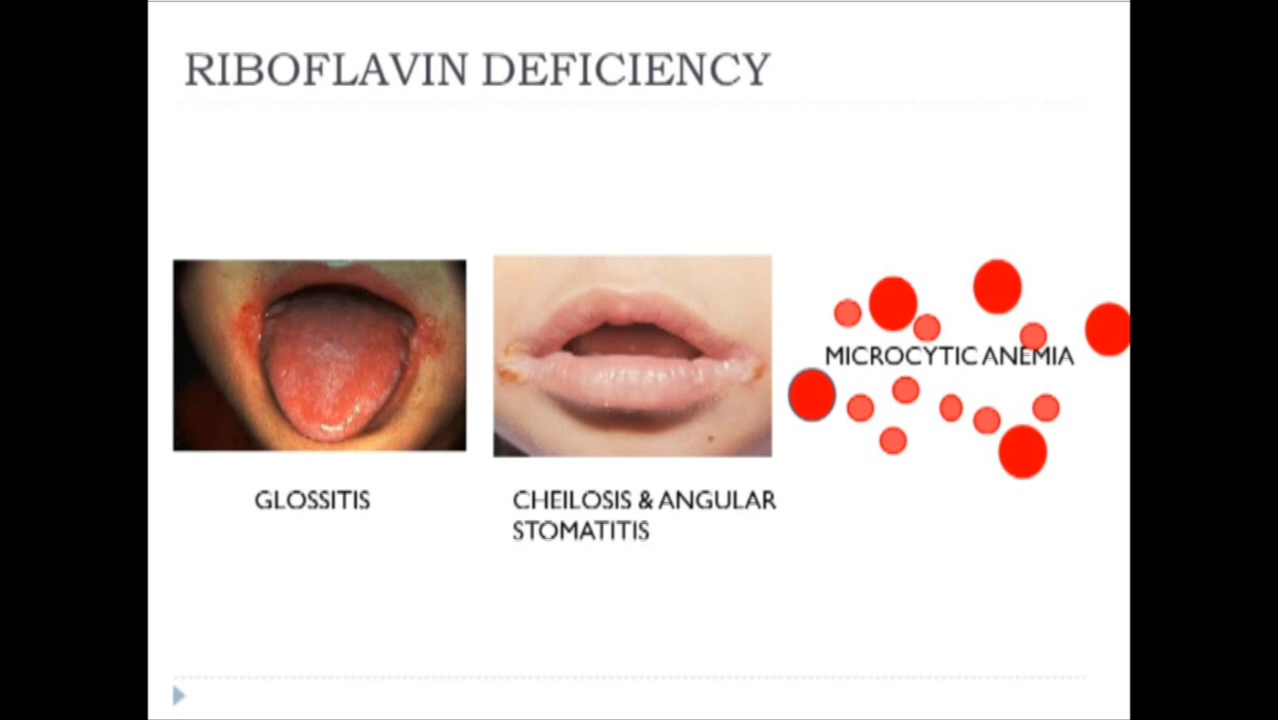 RIBOFLAVIN DEFICIENCY
MICROCYTIC ANEMIA
GLOSSITIS
CHEILOSIS & ANGULAR
STOMATITIS